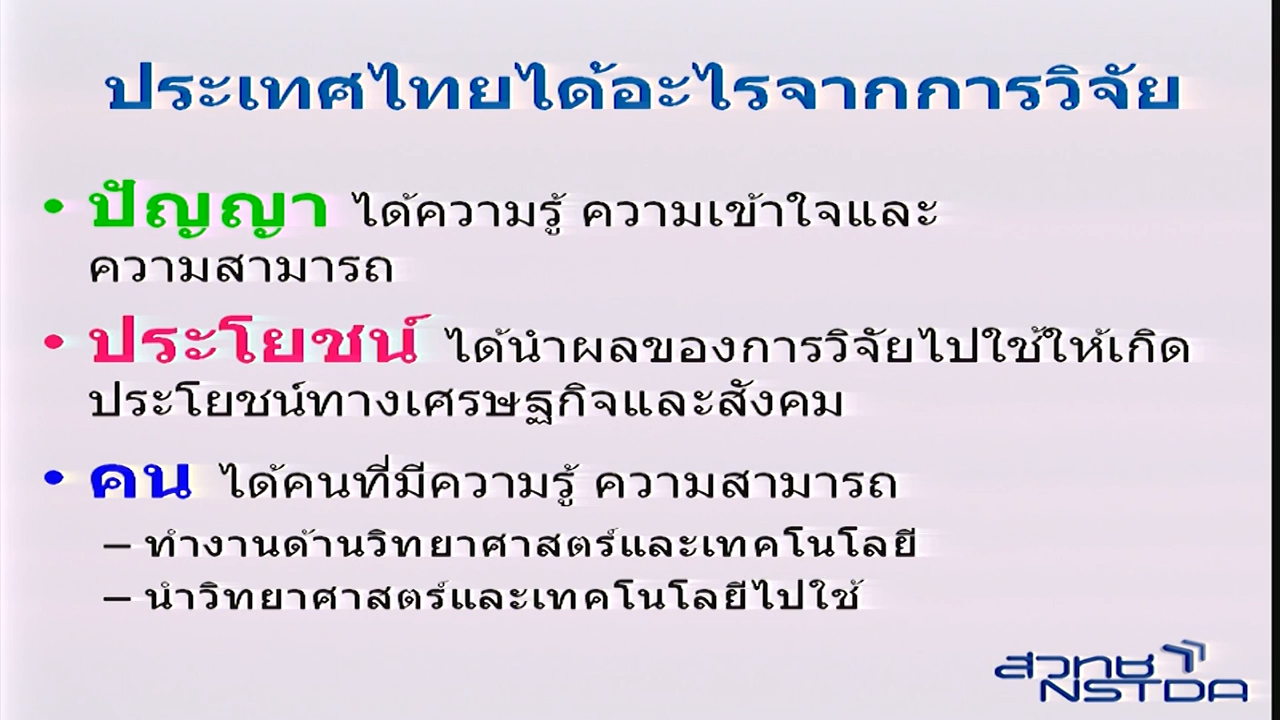 ประเทศไทยได้อะไรจากการวิจัย
• ปัญญา ได้ความรู้ ความเข้าใจและ
ความสามารถ
• ประโยชน์ ได้นำผลของการวิจัยไปใช้ให้เกิด
ประโยชน์ทางเศรษฐกิจและสังคม
• คน ได้คนที่มีความรู้ ความสามารถ
– ทำงานด้านวิทยาศาสตร์และเทคโนโลยี
– นำวิทยาศาสตร์และเทคโนโลยีไปใช้
สวทช
NSTDA